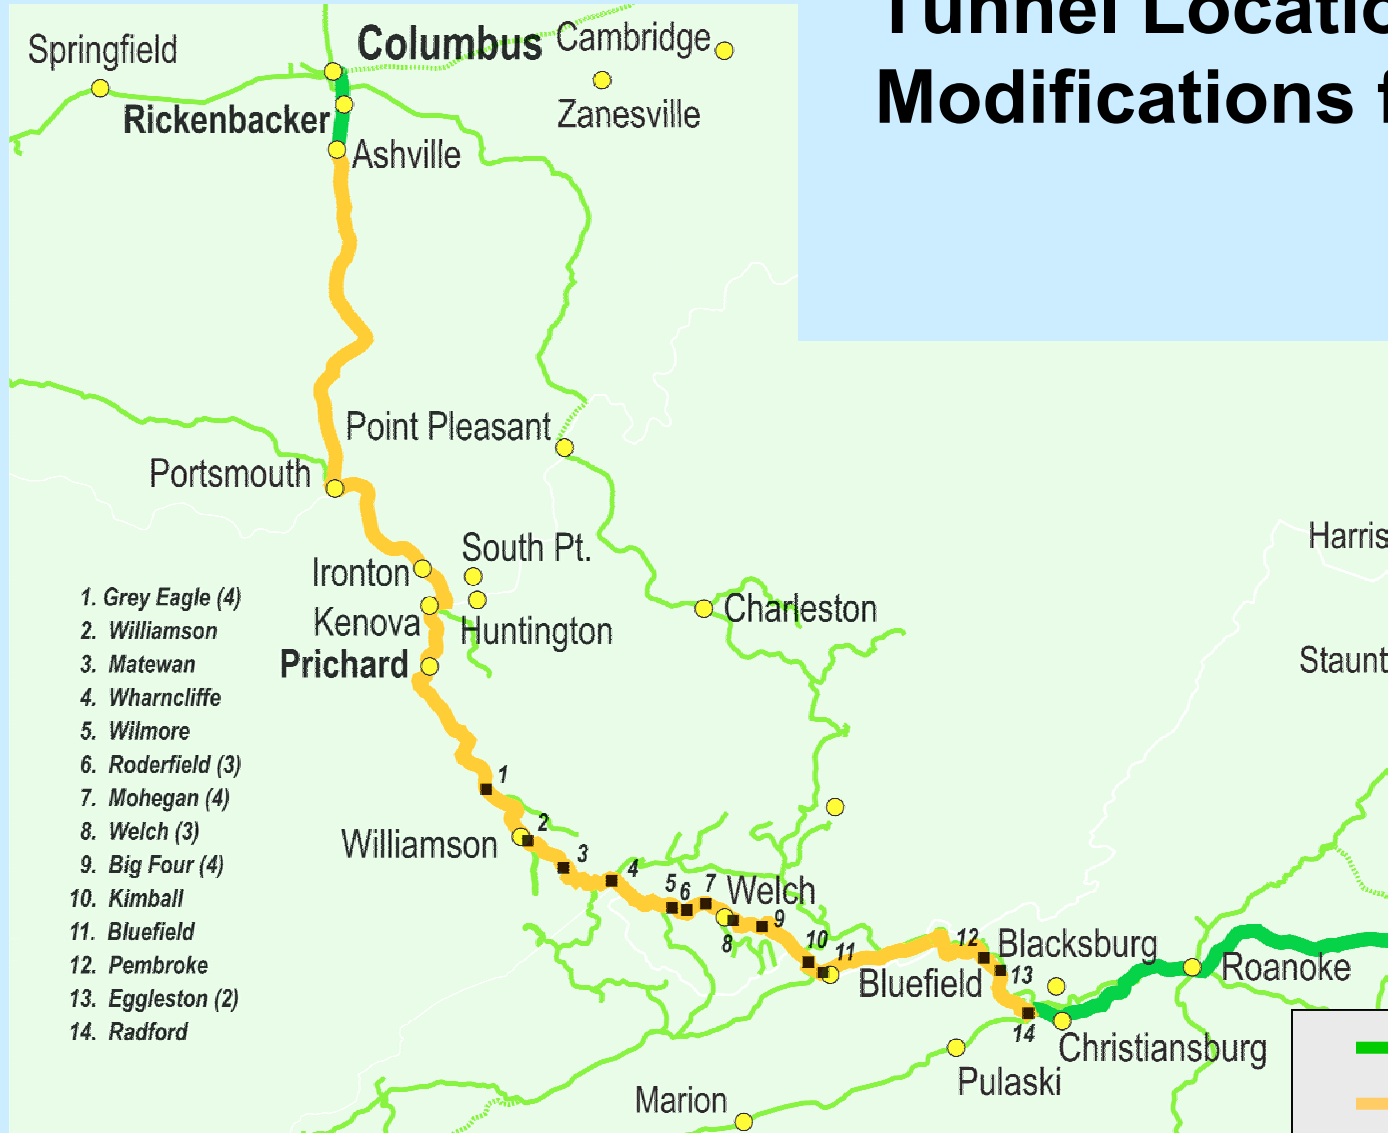 Tunnel Locatio
Modifications f
Springfield
Columbus
Cambridge
Zanesville
Rickenbacker
Ashville
Point Pleasant
Portsmouth
Harris
South Pt.
Ironton
Charleston
Kenova
Huntington
Prichard
Staunt
1. Grey Eagle (4)
2. Williamson
3. Matewan
4. Wharncliffe
5. Wilmore
6. Roderfield (3)
7. Mohegan (4)
8. Welch (3)
9. Big Four (4)
10. Kimball
11. Bluefield
12. Pembroke
13. Eggleston (2)
14. Radford
1
2
Williamson
3
4
5
6
7
Welch
8
9
10
11
Bluefield
12
Blacksburg
13
Roanoke
14
Christiansburg
Pulaski
Marion